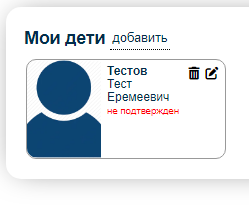 Мои дети добавить
Тестов
Тест
Еремеевич
не подтвержден